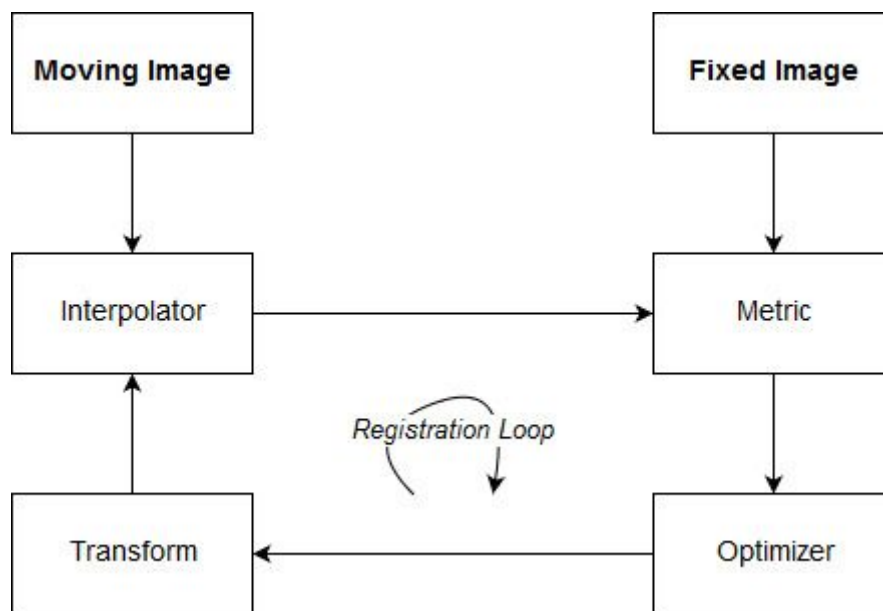 Moving Image
Fixed Image
Interpolator
Metric
Registration Loop
Transform
Optimizer